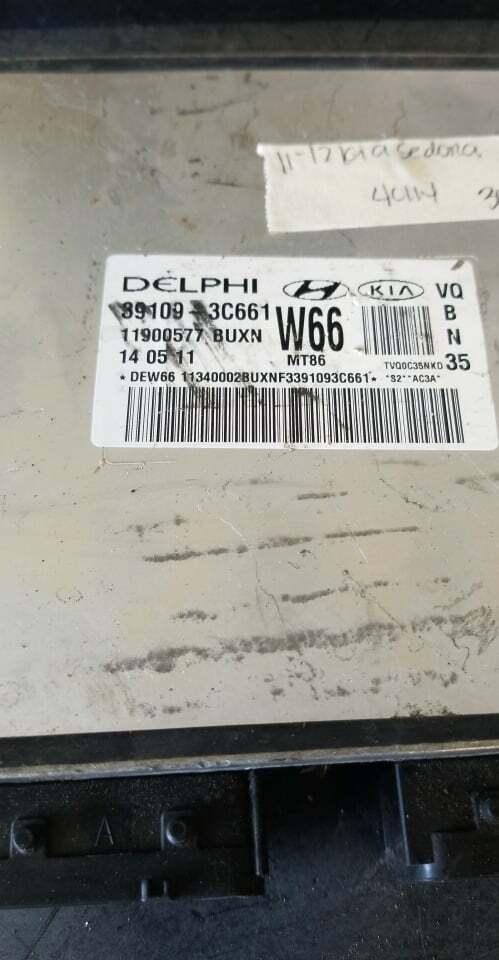 11-12 kia sedona
DELPHI HYUNDAI KIA VQ
39109-3C661 W66 B
11900577 BUXN N
14 05 11 MT86 TVQ0C35NKD 35
*DEW66 11340002BUXNF3391093C661* *S2**AC3A*
A